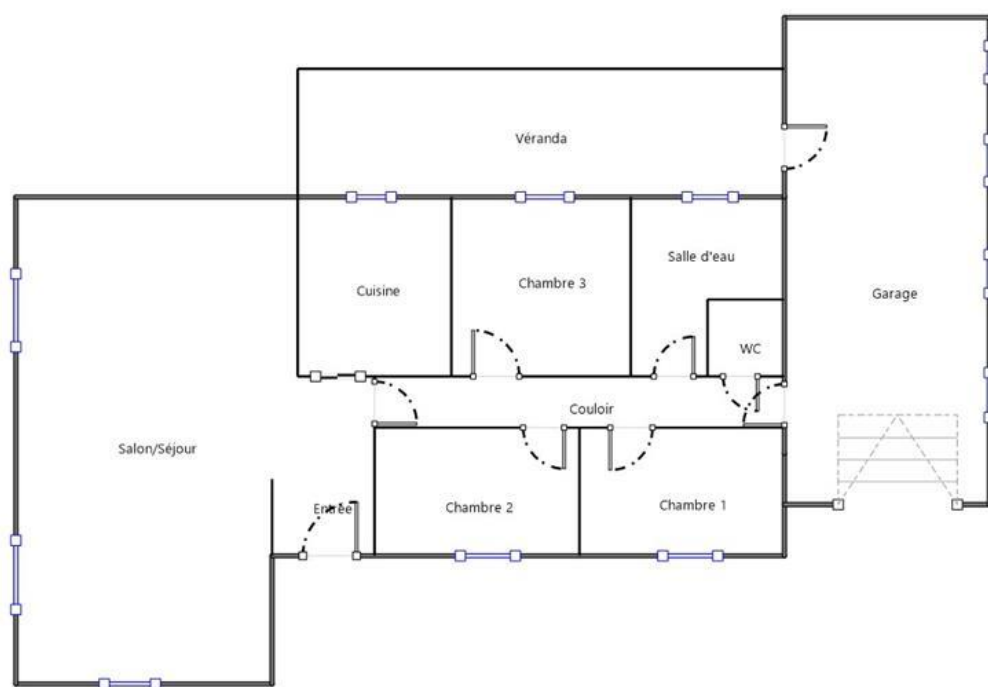 Véranda
Salle d'eau
Chambre 3
Cuisine
Garage
WC
Couloir
Salon/Séjour
Entrée
Chambre 2
Chambre 1